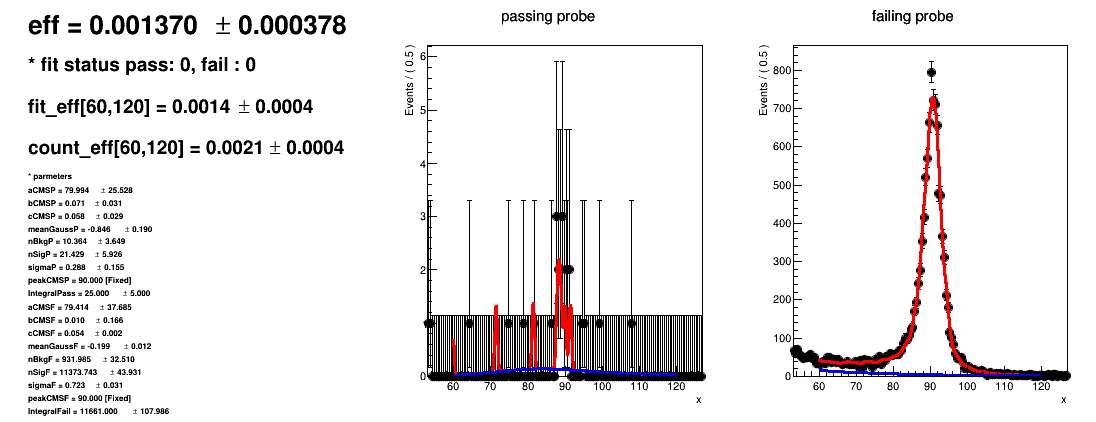 eff = 0.001370 ± 0.000378
* fit status pass: 0, fail : 0
fit_eff[60,120] = 0.0014 ± 0.0004
count_eff[60,120] = 0.0021 ± 0.0004
* parmeters
aCMSP = 79.994 ± 25.528
bCMSP = 0.071 ± 0.031
cCMSP = 0.058 ± 0.029
meanGaussP = -0.846 ± 0.190
nBkgP = 10.364 ± 3.649
nSigP = 21.429 ± 5.926
sigmaP = 0.288 ± 0.155
peakCMSP = 90.000 [Fixed]
IntegralPass = 25.000 ± 5.000
aCMSF = 79.414 ± 37.685
bCMSF = 0.010 ± 0.166
cCMSF = 0.054 ± 0.002
meanGaussF = -0.199 ± 0.012
nBkgF = 931.985 ± 32.510
nSigF = 11373.743 ± 43.931
sigmaF = 0.723 ± 0.031
peakCMSF = 90.000 [Fixed]
IntegralFail = 11661.000 ± 107.986
passing probe
Events / ( 0.5 )
6
5
4
3
2
1
0
60 70 80 90 100 110 120
x
failing probe
Events / ( 0.5 )
800
700
600
500
400
300
200
100
0
60 70 80 90 100 110 120
x